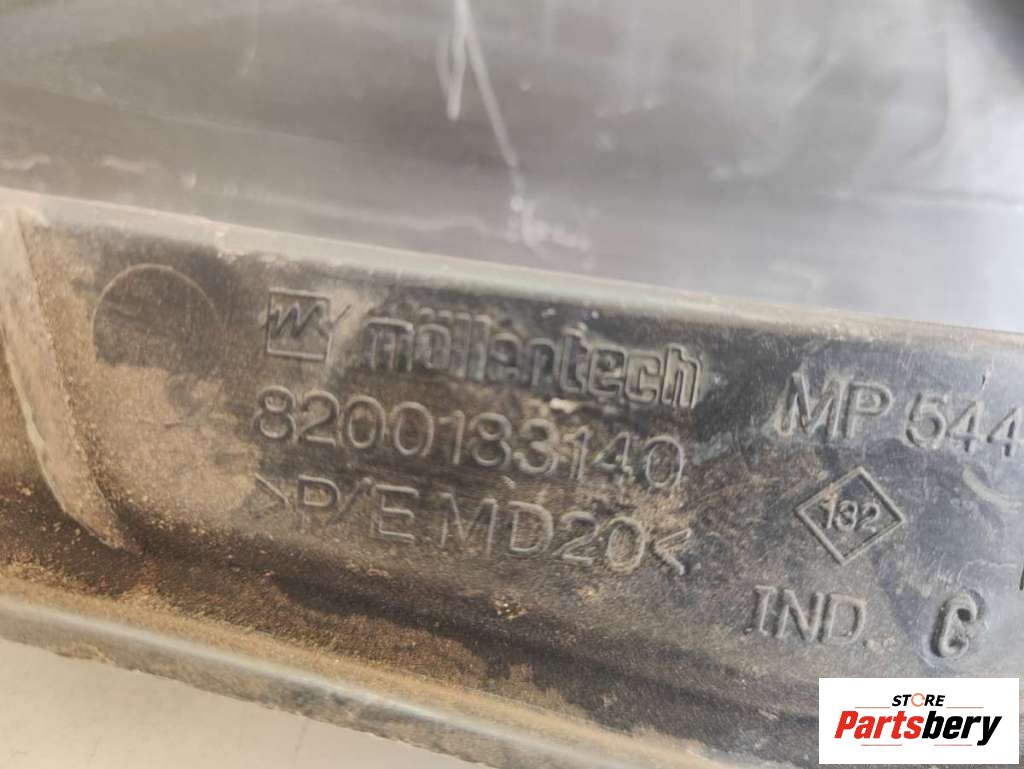 möllertech
8200183140
>P/E MD20<
MP 544
132
IND. G
STORE
Partsbery